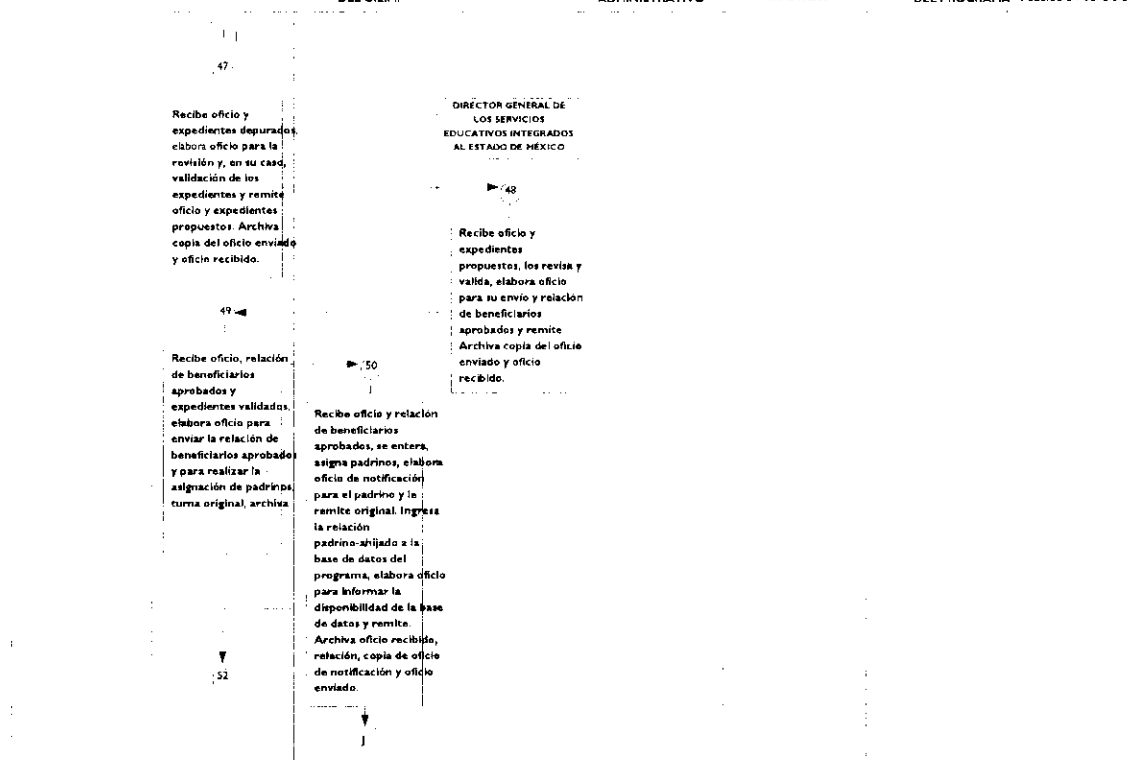 ADMINISTRATIVO
47
Recibe oficio y
expedientes depurados,
elabora oficio para la
revisión y, en su caso,
validación de los
expedientes y remite
oficio y expedientes
propuestos. Archiva
copia del oficio enviado
y oficio recibido.
DIRECTOR GENERAL DE
LOS SERVICIOS
EDUCATIVOS INTEGRADOS
AL ESTADO DE MÉXICO
48
Recibe oficio y
expedientes
propuestos, los revisa y
valida, elabora oficio
para su envío y relación
de beneficiarios
aprobados y remite
Archiva copia del oficio
enviado y oficio
recibido.
49
Recibe oficio, relación
de beneficiarios
aprobados y
expedientes validados,
elabora oficio para
enviar la relación de
beneficiarios aprobados
y para realizar la
asignación de padrinos,
turna original, archiva
50
Recibe oficio y relación
de beneficiarios
aprobados, se entera,
asigna padrinos, elabora
oficio de notificación
para el padrino y le
remite original. Ingresa
la relación
padrino-ahijado a la
base de datos del
programa, elabora oficio
para informar la
disponibilidad de la base
de datos y remite.
Archiva oficio recibido,
relación, copia de oficio
de notificación y oficio
enviado.
52
J